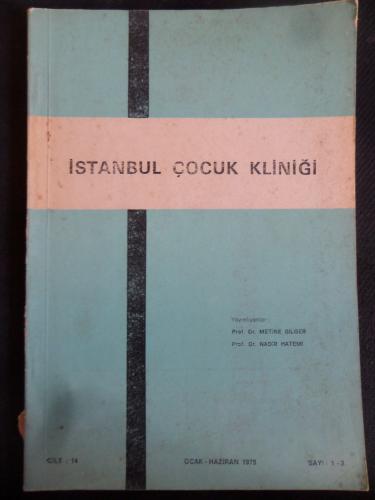 İSTANBUL ÇOCUK KLİNİĞİ
Yayınlıyanlar:
Prof. Dr. METİNE BİLGER
Prof. Dr. NASIR HATEMİ
CİLT : 14
OCAK - HAZİRAN 1975
SAYI : 1 - 2